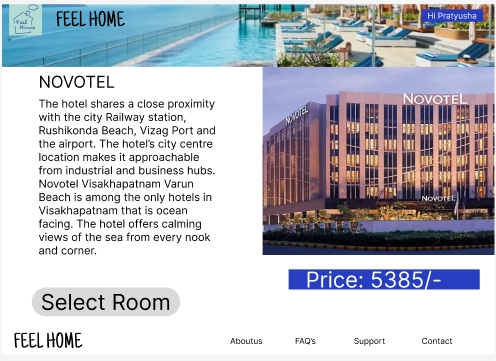 Feel
House
FEEL HOME
Hi Pratyusha
NOVOTEL
The hotel shares a close proximity
with the city Railway station,
Rushikonda Beach, Vizag Port and
the airport. The hotel's city centre
location makes it approachable
from industrial and business hubs.
Novotel Visakhapatnam Varun
Beach is among the only hotels in
Visakhapatnam that is ocean
facing. The hotel offers calming
views of the sea from every nook
and corner.
NOVOTEL
NOVOTEL
NOVOTEL
Price: 5385/-
Select Room
FEEL HOME
Aboutus
FAQ's
Support
Contact